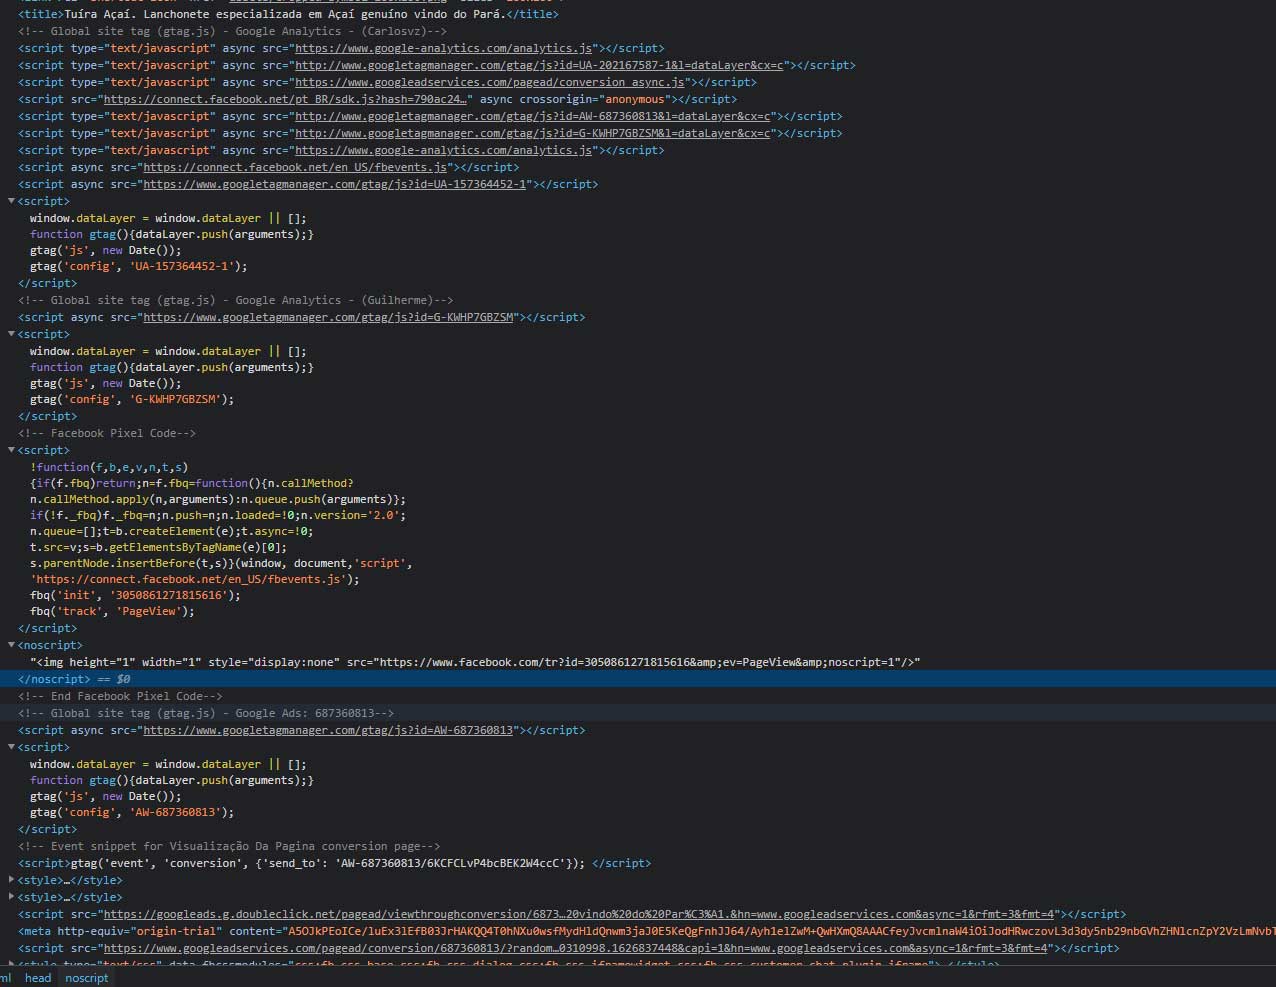 <title>Tuíra Açaí. Lanchonete especializada em Açaí genuíno vindo do Pará.</title>
<!-- Global site tag (gtag.js) - Google Analytics - (Carlosvz)-->
<script type="text/javascript" async src="https://www.google-analytics.com/analytics.js"></script>
<script type="text/javascript" async src="http://www.googletagmanager.com/gtag/js?id=UA-202167587-1&l=dataLayer&cx=c"></script>
<script type="text/javascript" async src="https://www.googleadservices.com/pagead/conversion_async.js"></script>
<script src="https://connect.facebook.net/pt_BR/sdk.js?hash=790ac24…" async crossorigin="anonymous"></script>
<script type="text/javascript" async src="http://www.googletagmanager.com/gtag/js?id=AW-687360813&l=dataLayer&cx=c"></script>
<script type="text/javascript" async src="http://www.googletagmanager.com/gtag/js?id=G-KWHP7GBZSM&l=dataLayer&cx=c"></script>
<script type="text/javascript" async src="https://www.google-analytics.com/analytics.js"></script>
<script async src="https://connect.facebook.net/en_US/fbevents.js"></script>
<script async src="https://www.googletagmanager.com/gtag/js?id=UA-157364452-1"></script>
<script>
window.dataLayer = window.dataLayer || [];
function gtag(){dataLayer.push(arguments);}
gtag('js', new Date());
gtag('config', 'UA-157364452-1');
</script>
<!-- Global site tag (gtag.js) - Google Analytics - (Guilherme)-->
<script async src="https://www.googletagmanager.com/gtag/js?id=G-KWHP7GBZSM"></script>
<script>
window.dataLayer = window.dataLayer || [];
function gtag(){dataLayer.push(arguments);}
gtag('js', new Date());
gtag('config', 'G-KWHP7GBZSM');
</script>
<!-- Facebook Pixel Code-->
<script>
!function(f,b,e,v,n,t,s)
{if(f.fbq)return;n=f.fbq=function(){n.callMethod?
n.callMethod.apply(n,arguments):n.queue.push(arguments)};
if(!f._fbq)f._fbq=n;n.push=n;n.loaded=!0;n.version='2.0';
n.queue=[];t=b.createElement(e);t.async=!0;
t.src=v;s=b.getElementsByTagName(e)[0];
s.parentNode.insertBefore(t,s)}(window, document,'script',
'https://connect.facebook.net/en_US/fbevents.js');
fbq('init', '3050861271815616');
fbq('track', 'PageView');
</script>
<noscript>
"<img height="1" width="1" style="display:none" src="https://www.facebook.com/tr?id=3050861271815616&amp;ev=PageView&amp;noscript=1"/>"
</noscript> == $0
<!-- End Facebook Pixel Code-->
<!-- Global site tag (gtag.js) - Google Ads: 687360813-->
<script async src="https://www.googletagmanager.com/gtag/js?id=AW-687360813"></script>
<script>
window.dataLayer = window.dataLayer || [];
function gtag(){dataLayer.push(arguments);}
gtag('js', new Date());
gtag('config', 'AW-687360813');
</script>
<!-- Event snippet for Visualização Da Pagina conversion page-->
<script>gtag('event', 'conversion', {'send_to': 'AW-687360813/6KCFCLvP4bcBEK2W4ccC'}); </script>
<style>…</style>
<style>…</style>
<script src="https://googleads.g.doubleclick.net/pagead/viewthroughconversion/6873…20vindo%20do%20Par%C3%A1.&hn=www.googleadservices.com&async=1&rfmt=3&fmt=4"></script>
<meta http-equiv="origin-trial" content="
<script src="https://www.googleadservices.com/pagead/conversion/687360813/?random…0310998.1626837448&capi=1&hn=www.googleadservices.com&async=1&rfmt=3&fmt=4"></script>
head noscript